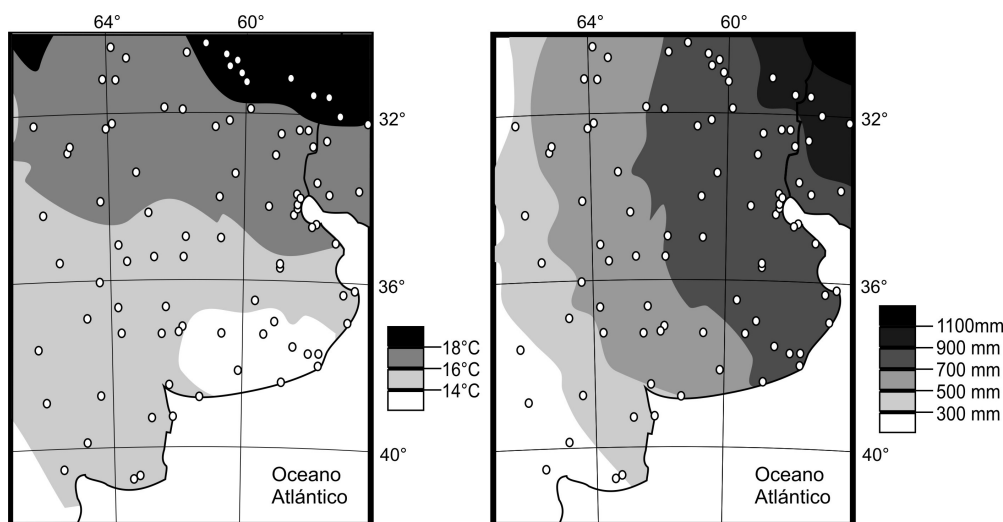 64°
60°
32°
36°
40°
18°C
16°C
14°C
Oceano
Atlántico
64°
60°
32°
36°
40°
1100mm
900 mm
700 mm
500 mm
300 mm
Oceano
Atlántico